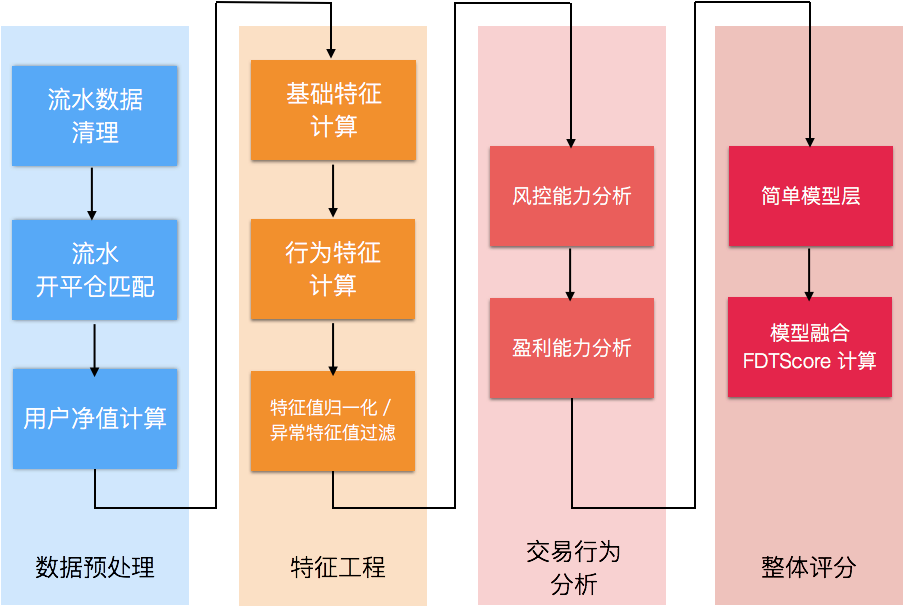 流水数据
清理
流水
开平仓匹配
用户净值计算
数据预处理
基础特征
计算
行为特征
计算
特征值归一化 /
异常特征值过滤
特征工程
风控能力分析
盈利能力分析
交易行为
分析
简单模型层
模型融合
FDTScore 计算
整体评分